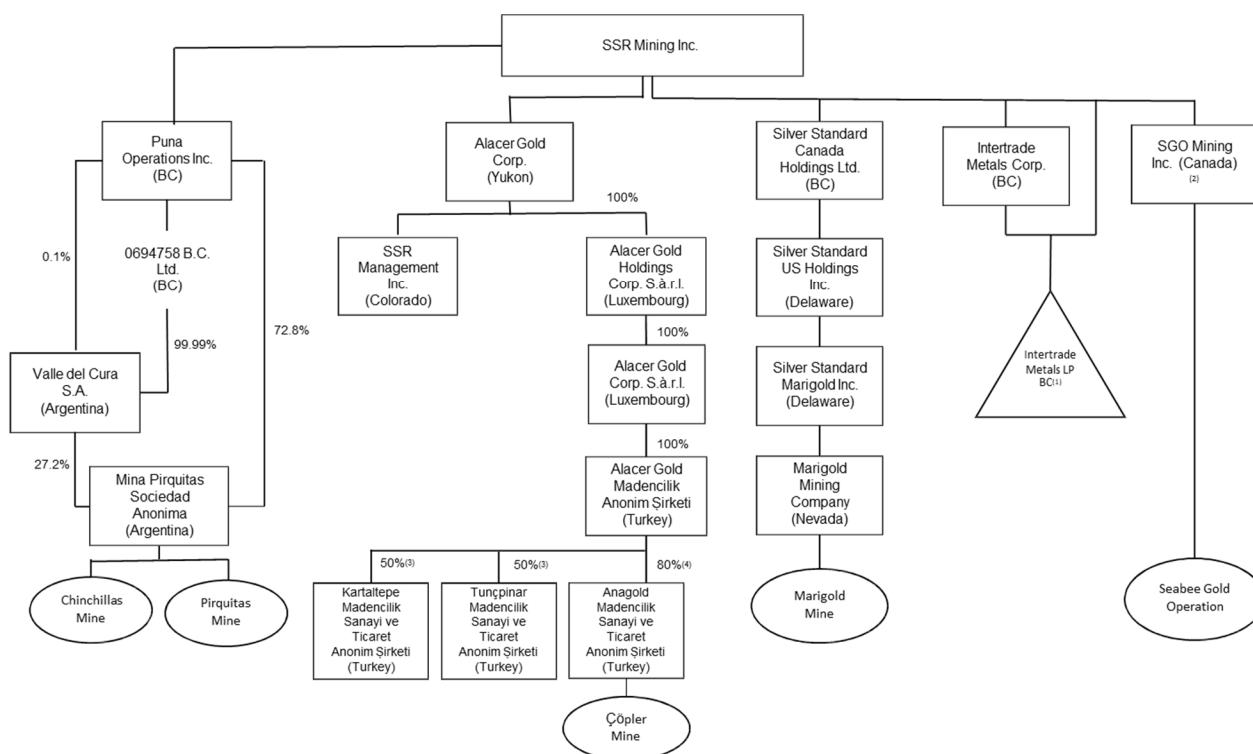 SSR Mining Inc.
Puna
Operations Inc.
(BC)
Alacer Gold
Corp.
(Yukon)
Silver Standard
Canada
Holdings Ltd.
(BC)
Intertrade
Metals Corp.
(BC)
SGO Mining
Inc. (Canada)
(2)
100%
0.1%
0694758 B.C.
Ltd.
(BC)
72.8%
99.99%
SSR
Management
Inc.
(Colorado)
Alacer Gold
Holdings
Corp. S.à.r.l.
(Luxembourg)
Silver Standard
US Holdings
Inc.
(Delaware)
100%
Valle del Cura
S.A.
(Argentina)
Alacer Gold
Corp. S.à.r.l.
(Luxembourg)
Silver Standard
Marigold Inc.
(Delaware)
Intertrade
Metals LP
BC(1)
27.2%
100%
Mina Pirquitas
Sociedad
Anonima
(Argentina)
Alacer Gold
Madencilik
Anonim Şirketi
(Turkey)
Marigold
Mining
Company
(Nevada)
50%(3)
50%(3)
80%(4)
Chinchillas
Mine
Pirquitas
Mine
Kartaltepe
Madencilik
Sanayi ve
Ticaret
Anonim Şirketi
(Turkey)
Tunçpinar
Madencilik
Sanayi ve
Ticaret
Anonim Şirketi
(Turkey)
Anagold
Madencilik
Sanayi ve
Ticaret
Anonim Şirketi
(Turkey)
Marigold
Mine
Seabee Gold
Operation
Çöpler
Mine